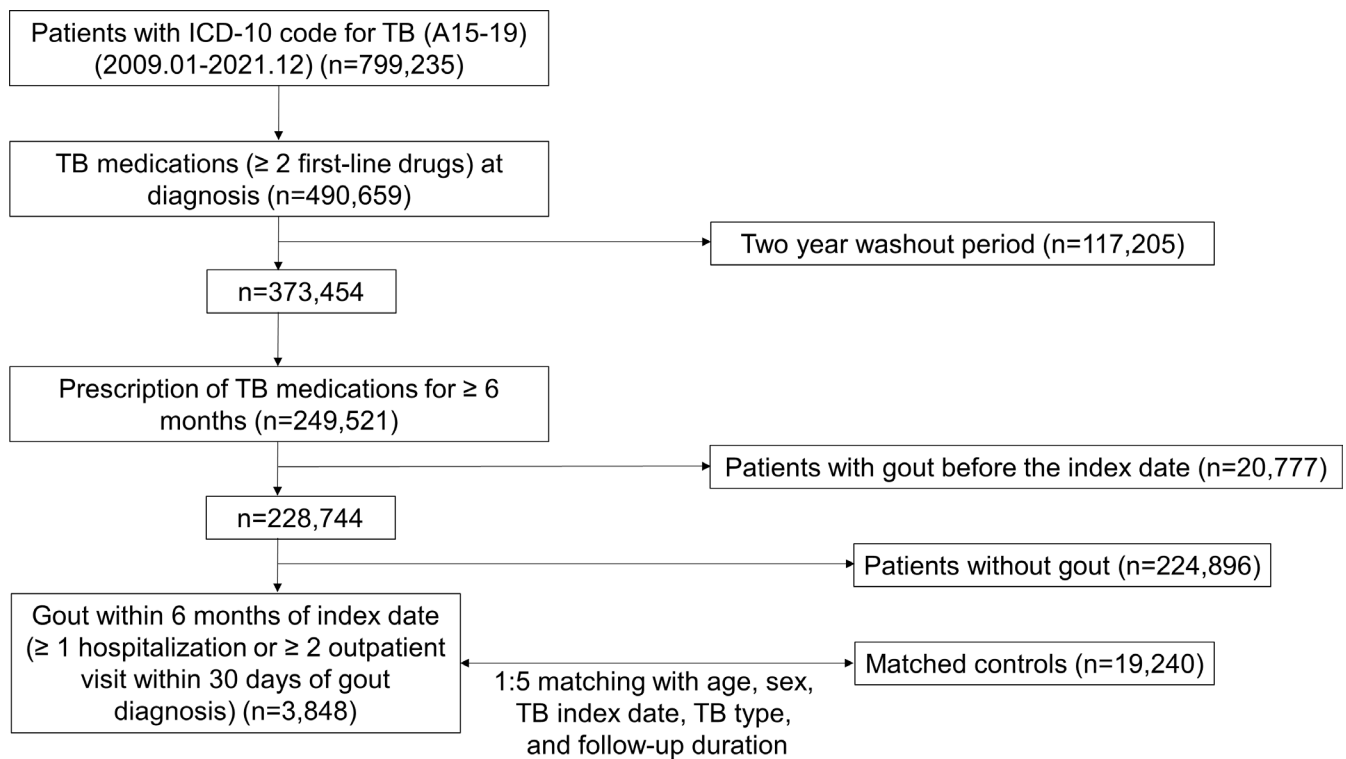 Patients with ICD-10 code for TB (A15-19)
(2009.01-2021.12) (n=799,235)
TB medications (≥ 2 first-line drugs) at
diagnosis (n=490,659)
Two year washout period (n=117,205)
n=373,454
Prescription of TB medications for ≥ 6
months (n=249,521)
Patients with gout before the index date (n=20,777)
n=228,744
Patients without gout (n=224,896)
Gout within 6 months of index date
(≥ 1 hospitalization or ≥ 2 outpatient
visit within 30 days of gout
diagnosis) (n=3,848)
Matched controls (n=19,240)
1:5 matching with age, sex,
TB index date, TB type,
and follow-up duration